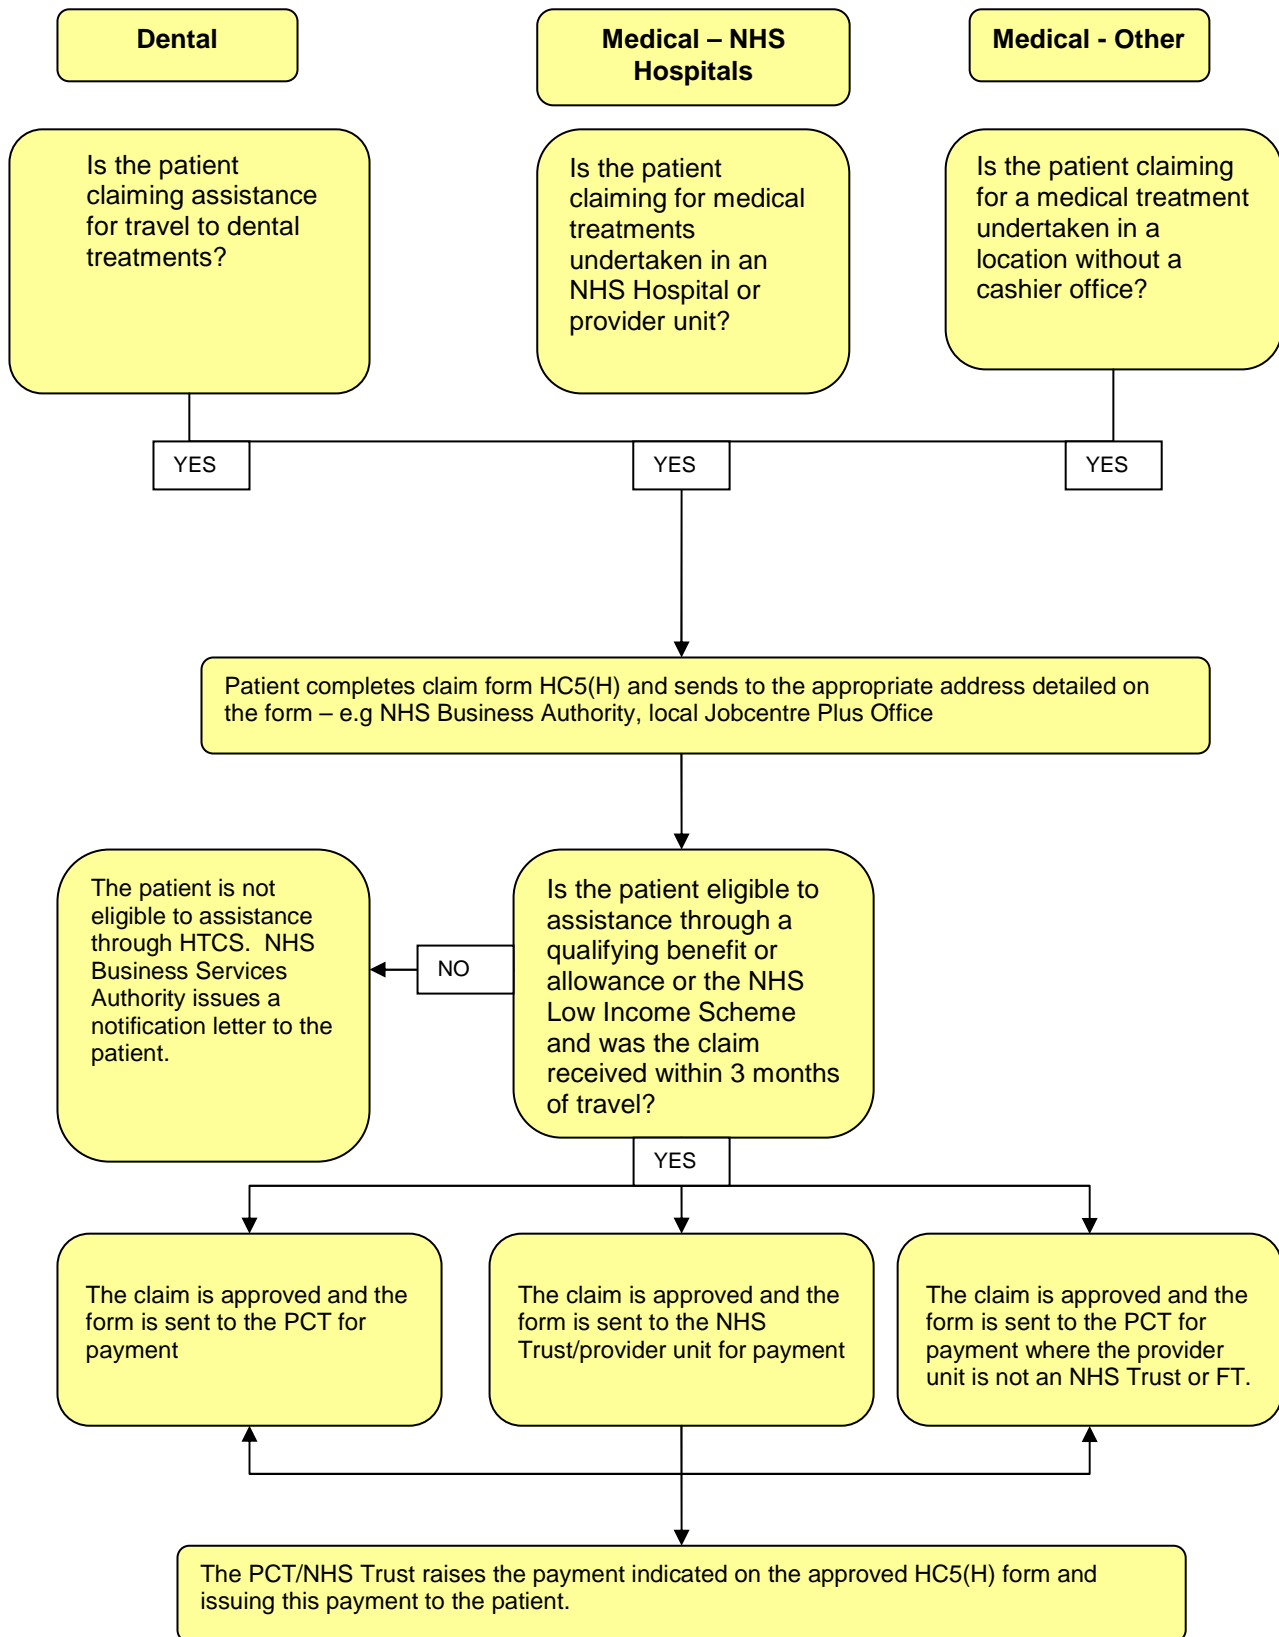 Dental
Medical – NHS
Hospitals
Medical - Other
Is the patient
claiming assistance
for travel to dental
treatments?
Is the patient
claiming for medical
treatments
undertaken in an
NHS Hospital or
provider unit?
Is the patient claiming
for a medical treatment
undertaken in a
location without a
cashier office?
YES
YES
YES
Patient completes claim form HC5(H) and sends to the appropriate address detailed on
the form – e.g NHS Business Authority, local Jobcentre Plus Office
The patient is not
eligible to assistance
through HTCS.  NHS
Business Services
Authority issues a
notification letter to the
patient.
NO
Is the patient eligible to
assistance through a
qualifying benefit or
allowance or the NHS
Low Income Scheme
and was the claim
received within 3 months
of travel?
YES
The claim is approved and the
form is sent to the PCT for
payment
The claim is approved and the
form is sent to the NHS
Trust/provider unit for payment
The claim is approved and the
form is sent to the PCT for
payment where the provider
unit is not an NHS Trust or FT.
The PCT/NHS Trust raises the payment indicated on the approved HC5(H) form and
issuing this payment to the patient.